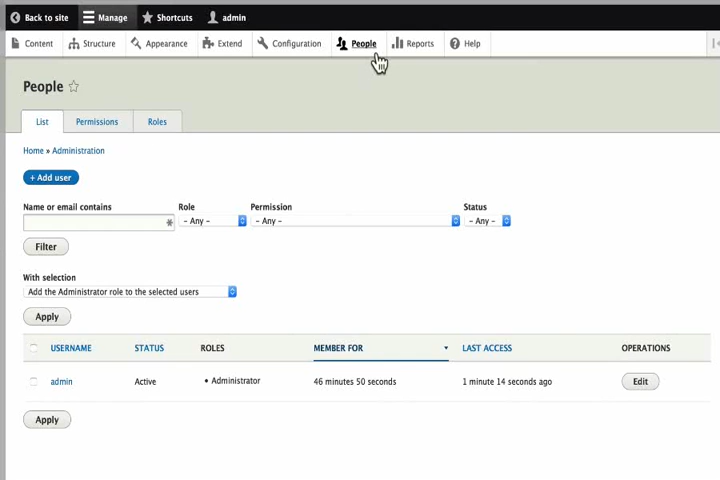 Back to site Manage Shortcuts admin
Content Structure Appearance Extend Configuration People Reports Help
People
List Permissions Roles
Home » Administration
+ Add user
Name or email contains Role Permission Status
- Any - - Any - - Any -
Filter
With selection
Add the Administrator role to the selected users
Apply
USERNAME STATUS ROLES MEMBER FOR LAST ACCESS OPERATIONS
admin Active • Administrator 46 minutes 50 seconds 1 minute 14 seconds ago Edit
Apply